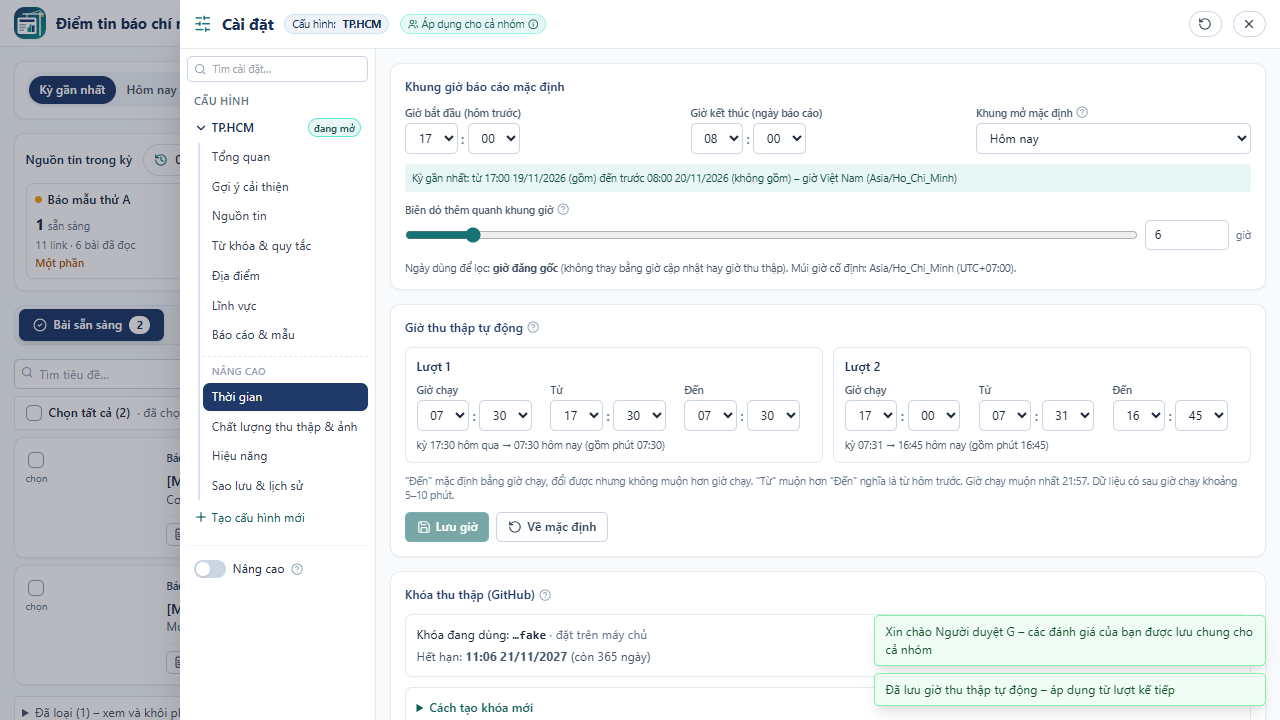 Điểm tin báo chí
Cài đặt
Cấu hình: TP.HCM
Áp dụng cho cả nhóm
Kỳ gần nhất
Hôm nay
Nguồn tin trong kỳ
Báo mẫu thử A
1 sẵn sàng
11 link · 6 bài đã đọc
Một phần
Bài sẵn sàng 2
Tìm tiêu đề...
Chọn tất cả (2) · đã chọ
chọn
chọn
Đã loại (1) – xem và khôi
Tìm cài đặt...
CẤU HÌNH
TP.HCM đang mở
Tổng quan
Gợi ý cải thiện
Nguồn tin
Từ khóa & quy tắc
Địa điểm
Lĩnh vực
Báo cáo & mẫu
NÂNG CAO
Thời gian
Chất lượng thu thập & ảnh
Hiệu năng
Sao lưu & lịch sử
+ Tạo cấu hình mới
Nâng cao
Khung giờ báo cáo mặc định
Giờ bắt đầu (hôm trước)
17 : 00
Giờ kết thúc (ngày báo cáo)
08 : 00
Khung mở mặc định
Hôm nay
Kỳ gần nhất: từ 17:00 19/11/2026 (gồm) đến trước 08:00 20/11/2026 (không gồm) – giờ Việt Nam (Asia/Ho_Chi_Minh)
Biên dò thêm quanh khung giờ
6 giờ
Ngày dùng để lọc: giờ đăng gốc (không thay bằng giờ cập nhật hay giờ thu thập). Múi giờ cố định: Asia/Ho_Chi_Minh (UTC+07:00).
Giờ thu thập tự động
Lượt 1
Giờ chạy Từ Đến
07 : 30 17 : 30 07 : 30
kỳ 17:30 hôm qua → 07:30 hôm nay (gồm phút 07:30)
Lượt 2
Giờ chạy Từ Đến
17 : 00 07 : 31 16 : 45
kỳ 07:31 → 16:45 hôm nay (gồm phút 16:45)
"Đến" mặc định bằng giờ chạy, đổi được nhưng không muộn hơn giờ chạy. "Từ" muộn hơn "Đến" nghĩa là từ hôm trước. Giờ chạy muộn nhất 21:57. Dữ liệu có sau giờ chạy khoảng
5–10 phút.
Lưu giờ
Về mặc định
Khóa thu thập (GitHub)
Khóa đang dùng: …fake · đặt trên máy chủ
Hết hạn: 11:06 21/11/2027 (còn 365 ngày)
Cách tạo khóa mới
Xin chào Người duyệt G – các đánh giá của bạn được lưu chung cho
cả nhóm
Đã lưu giờ thu thập tự động – áp dụng từ lượt kế tiếp